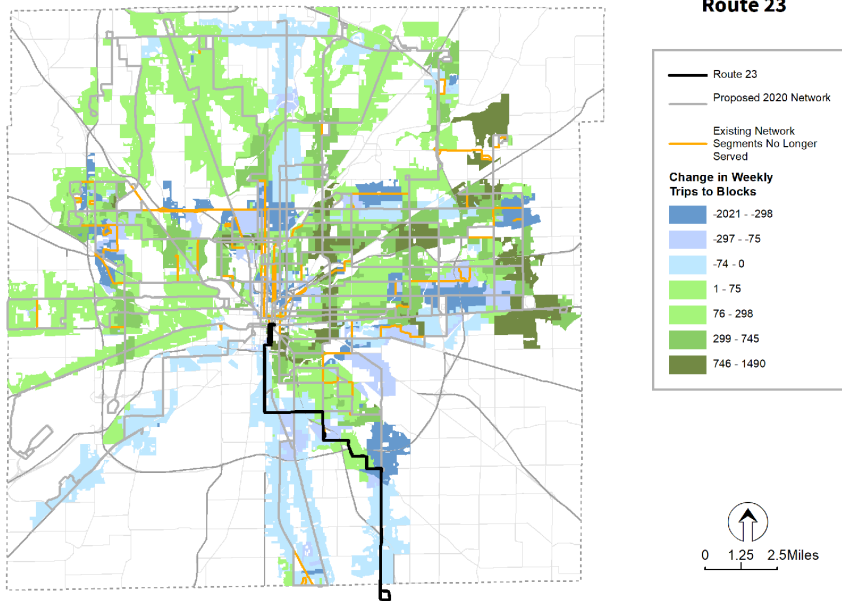 Route 23
Route 23
Proposed 2020 Network
Existing Network
Segments No Longer
Served
Change in Weekly
Trips to Blocks
-2021 - -298
-297 - -75
-74 - 0
1 - 75
76 - 298
299 - 745
746 - 1490
0 1.25 2.5Miles